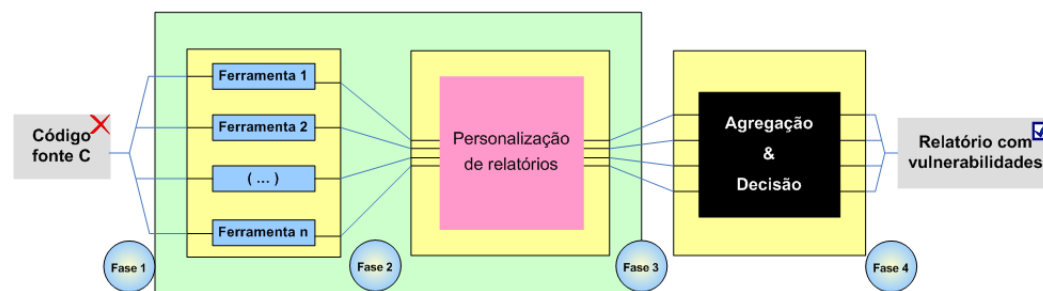 Código
fonte C
Ferramenta 1
Ferramenta 2
( ... )
Ferramenta n
Personalização
de relatórios
Agregação
&
Decisão
Relatório com
vulnerabilidades
Fase 1
Fase 2
Fase 3
Fase 4